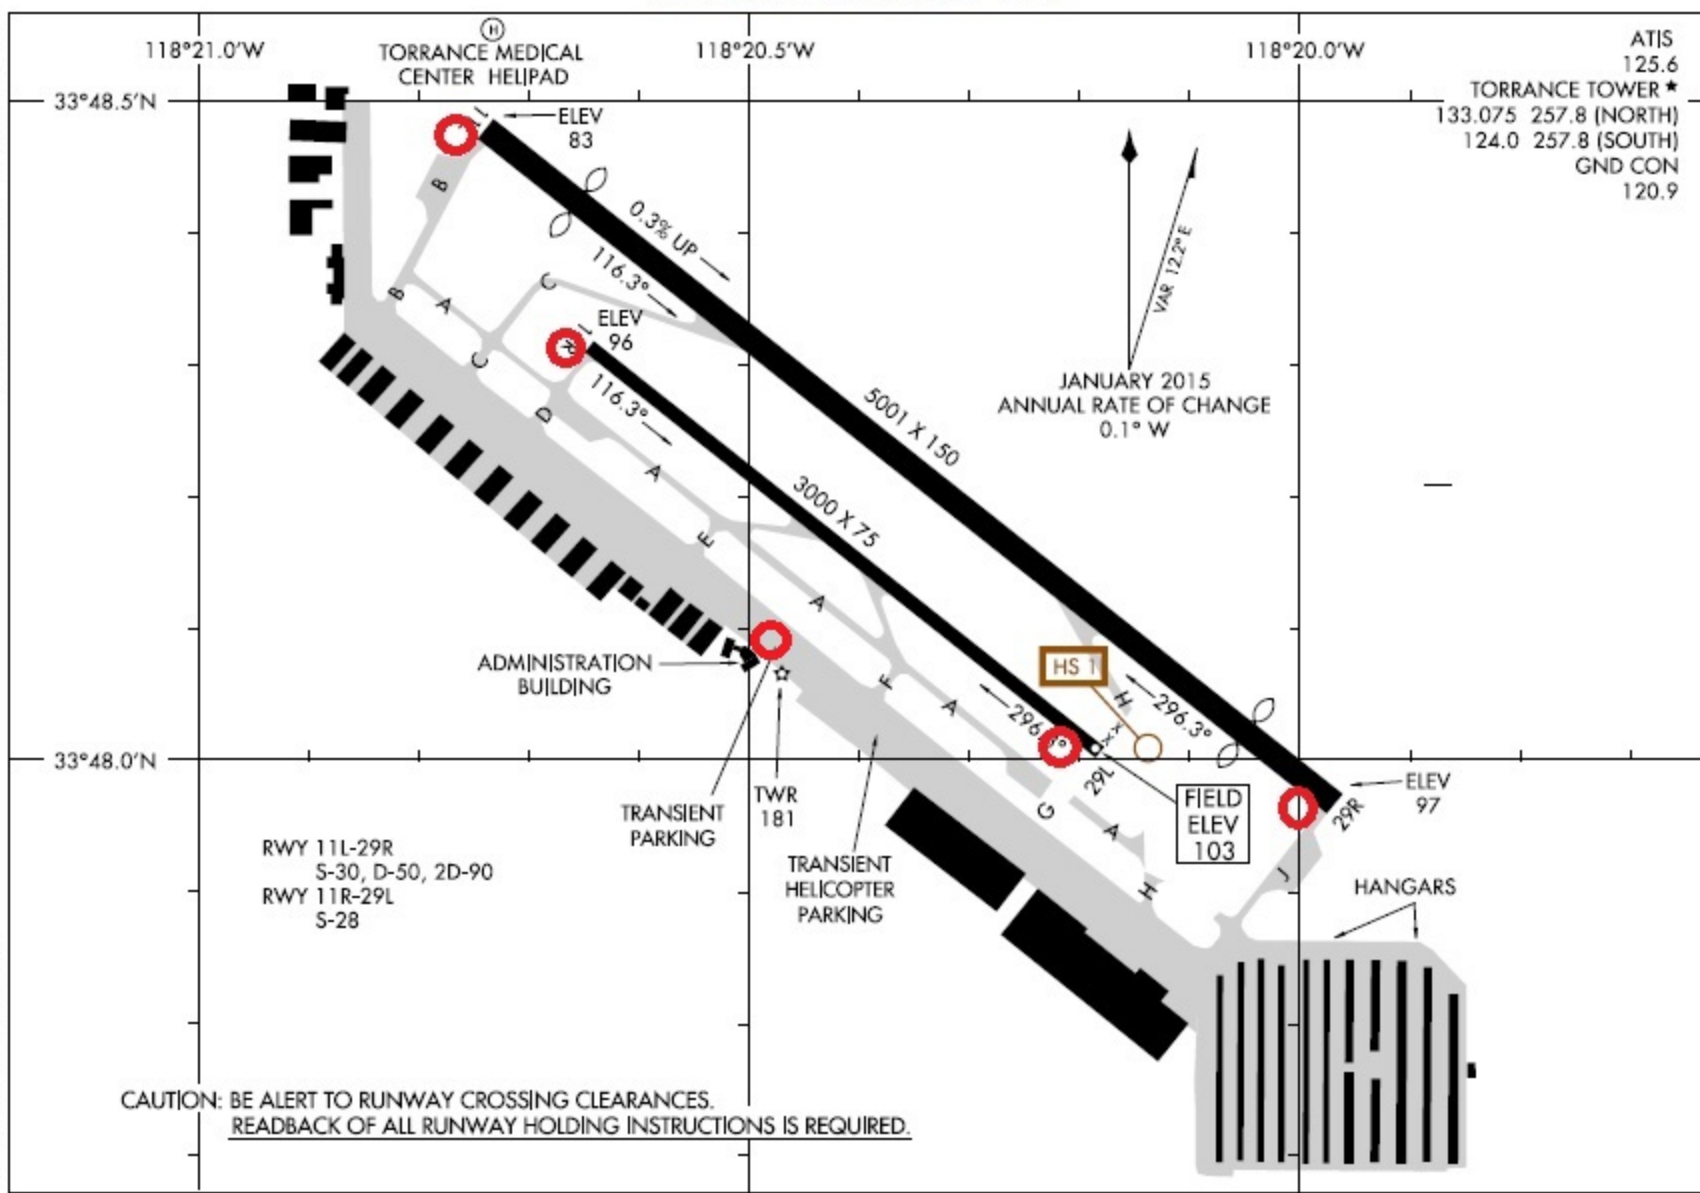 H
118°21.0'W
TORRANCE MEDICAL
CENTER HELIPAD
118°20.5'W
118°20.0'W
ATIS
125.6
TORRANCE TOWER ★
133.075 257.8 (NORTH)
124.0 257.8 (SOUTH)
GND CON
120.9
33°48.5'N
ELEV
83
B
0.3% UP
116.3°
VAR 12.2° E
C
B
A
ELEV
96
C
116.3°
D
JANUARY 2015
ANNUAL RATE OF CHANGE
0.1° W
5001 X 150
A
3000 X 75
E
A
ADMINISTRATION
BUILDING
HS 1
F
A
H
296.3°
33°48.0'N
29L
ELEV
97
29R
TWR
181
TRANSIENT
PARKING
G
A
FIELD
ELEV
103
RWY 11L-29R
S-30, D-50, 2D-90
RWY 11R-29L
S-28
TRANSIENT
HELICOPTER
PARKING
H
J
HANGARS
CAUTION: BE ALERT TO RUNWAY CROSSING CLEARANCES.
READBACK OF ALL RUNWAY HOLDING INSTRUCTIONS IS REQUIRED.